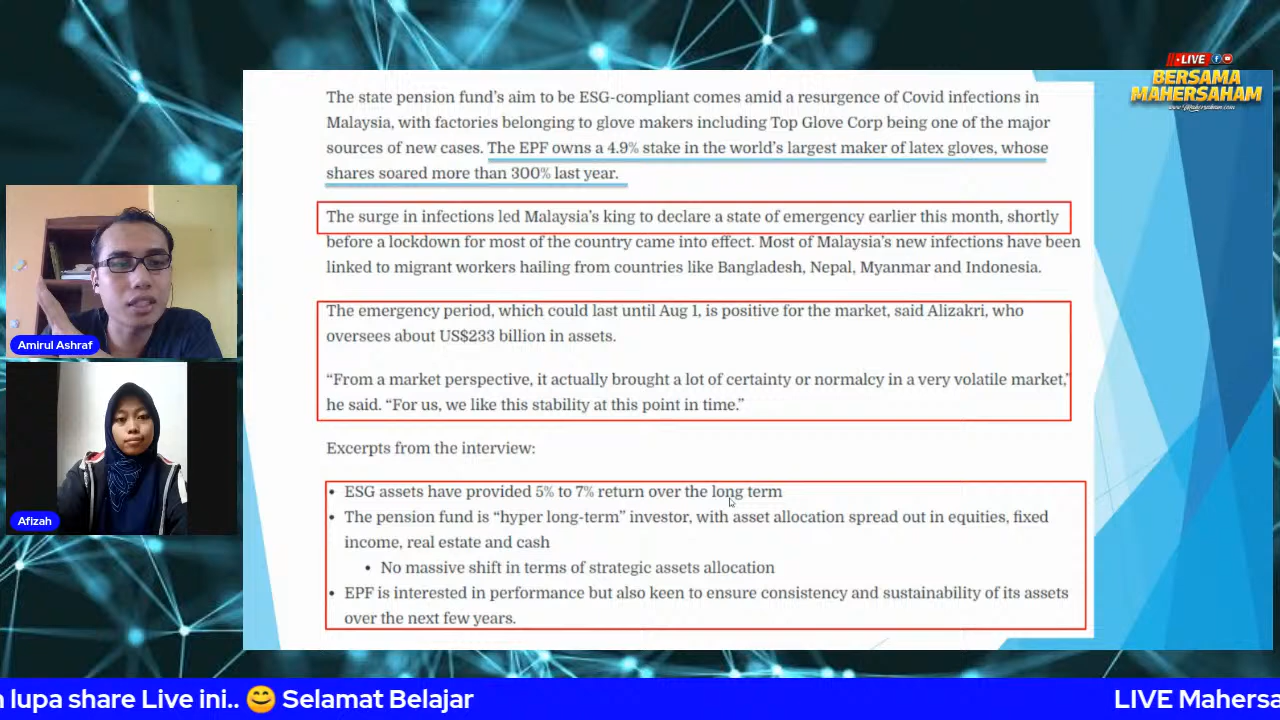 LIVE
BERSAMA
MAHERSAHAM
www.Mahersaham.com
The state pension fund’s aim to be ESG-compliant comes amid a resurgence of Covid infections in
Malaysia, with factories belonging to glove makers including Top Glove Corp being one of the major
sources of new cases. The EPF owns a 4.9% stake in the world’s largest maker of latex gloves, whose
shares soared more than 300% last year.
The surge in infections led Malaysia’s king to declare a state of emergency earlier this month, shortly
before a lockdown for most of the country came into effect. Most of Malaysia’s new infections have been
linked to migrant workers hailing from countries like Bangladesh, Nepal, Myanmar and Indonesia.
The emergency period, which could last until Aug 1, is positive for the market, said Alizakri, who
oversees about US$233 billion in assets.
“From a market perspective, it actually brought a lot of certainty or normalcy in a very volatile market,”
he said. “For us, we like this stability at this point in time.”
Excerpts from the interview:
• ESG assets have provided 5% to 7% return over the long term
• The pension fund is “hyper long-term” investor, with asset allocation spread out in equities, fixed
income, real estate and cash
• No massive shift in terms of strategic assets allocation
• EPF is interested in performance but also keen to ensure consistency and sustainability of its assets
over the next few years.
Amirul Ashraf
Afizah
lupa share Live ini.. 😊 Selamat Belajar
LIVE Mahersa